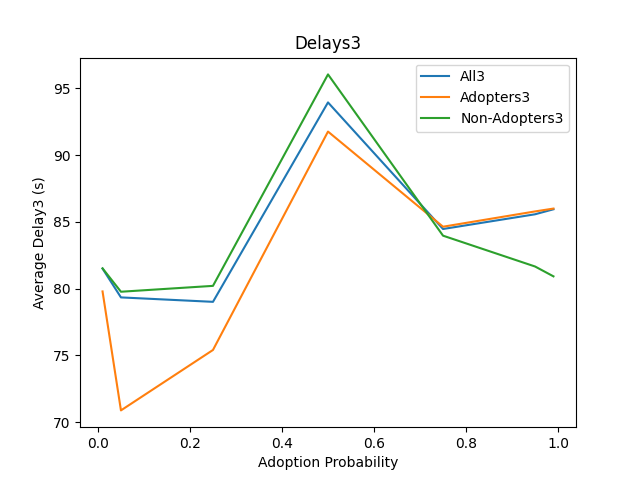 Delays3
All3
Adopters3
Non-Adopters3
Average Delay3 (s)
95
90
85
80
75
70
0.0 0.2 0.4 0.6 0.8 1.0
Adoption Probability